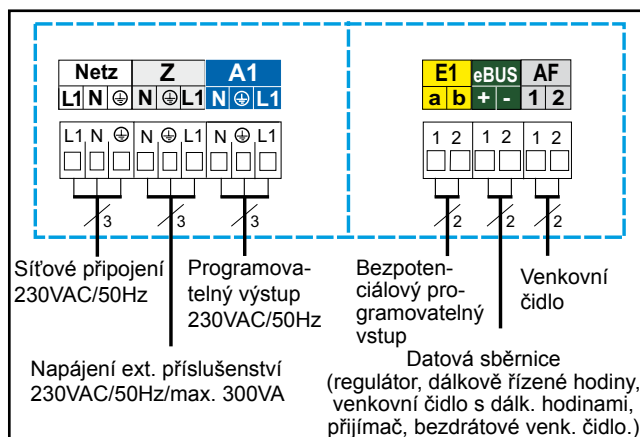 Netz Z A1
L1 N ⏚ N ⏚ L1 N ⏚ L1
L1 N ⏚ N ⏚ L1 N ⏚ L1
3 3 3
Síťové připojení
230VAC/50Hz
Programova-
telný výstup
230VAC/50Hz
Napájení ext. příslušenství
230VAC/50Hz/max. 300VA
E1 eBUS AF
a b + - 1 2
1 2 1 2 1 2
2 2 2
Bezpoten-
ciálový pro-
gramovatelný
vstup
Venkovní
čidlo
Datová sběrnice
(regulátor, dálkově řízené hodiny,
venkovní čidlo s dálk. hodinami,
přijímač, bezdrátové venk. čidlo.)